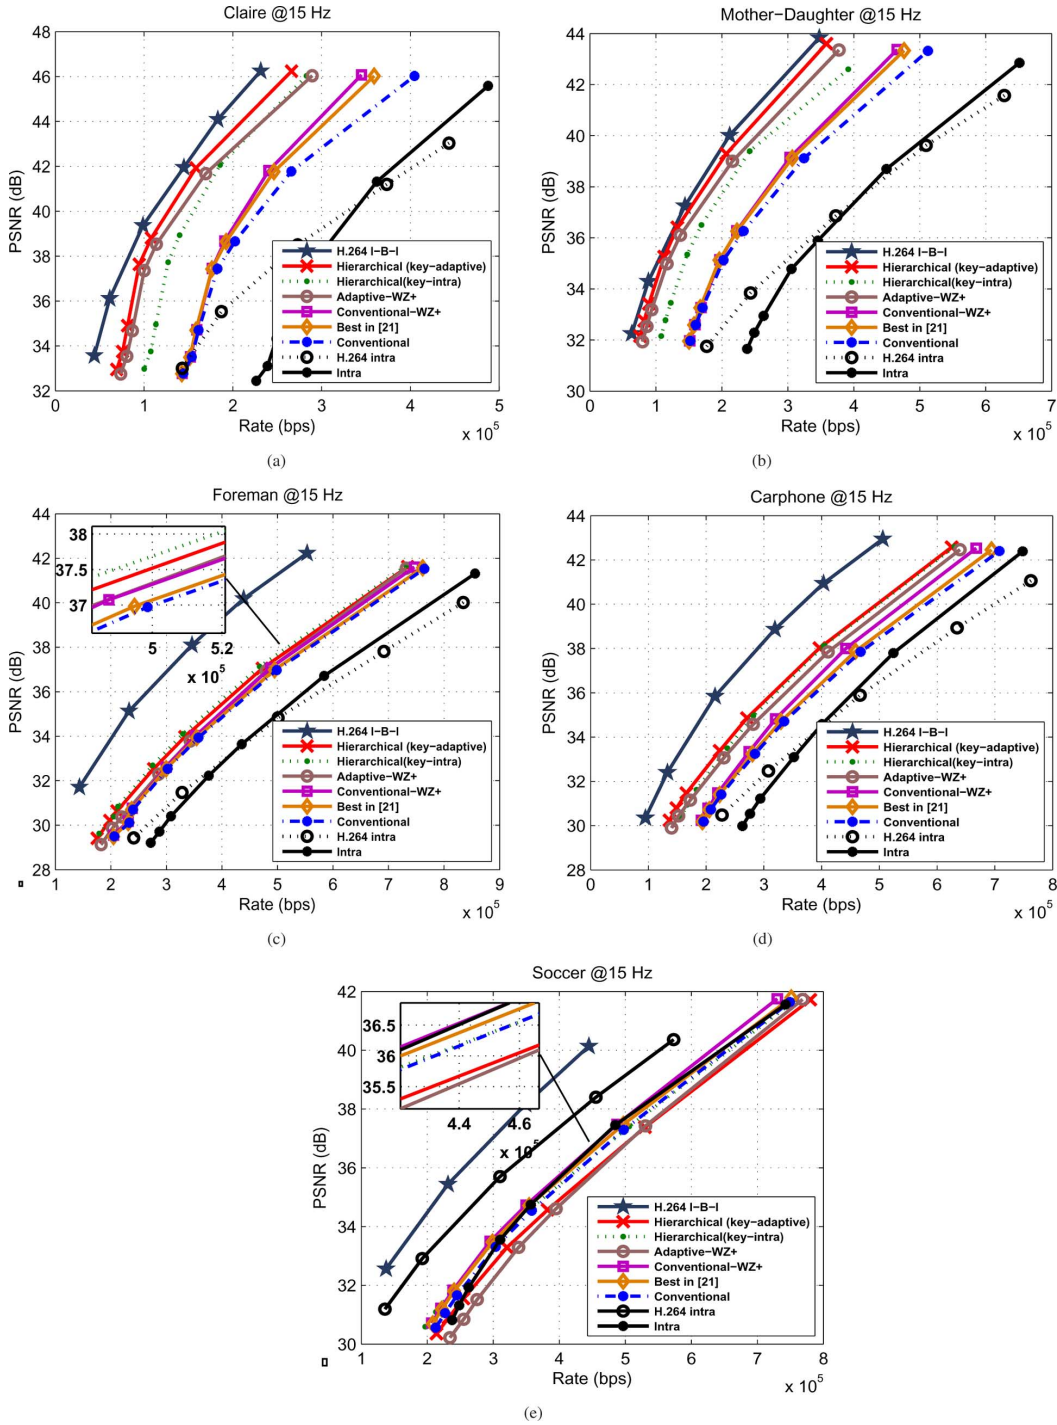 Claire @15 Hz
PSNR (dB)
48
46
44
42
40
38
36
34
32
0 1 2 3 4 5
Rate (bps)
x 10^5
H.264 I-B-I
Hierarchical (key-adaptive)
Hierarchical(key-intra)
Adaptive-WZ+
Conventional-WZ+
Best in [21]
Conventional
H.264 intra
Intra
(a)
Mother-Daughter @15 Hz
PSNR (dB)
44
42
40
38
36
34
32
30
0 1 2 3 4 5 6 7
Rate (bps)
x 10^5
H.264 I-B-I
Hierarchical (key-adaptive)
Hierarchical(key-intra)
Adaptive-WZ+
Conventional-WZ+
Best in [21]
Conventional
H.264 intra
Intra
(b)
Foreman @15 Hz
PSNR (dB)
44
42
40
38
36
34
32
30
28
1 2 3 4 5 6 7 8 9
Rate (bps)
x 10^5
38
37.5
37
5 5.2
x 10^5
H.264 I-B-I
Hierarchical (key-adaptive)
Hierarchical(key-intra)
Adaptive-WZ+
Conventional-WZ+
Best in [21]
Conventional
H.264 intra
Intra
(c)
Carphone @15 Hz
PSNR (dB)
44
42
40
38
36
34
32
30
28
0 1 2 3 4 5 6 7 8
Rate (bps)
x 10^5
H.264 I-B-I
Hierarchical (key-adaptive)
Hierarchical(key-intra)
Adaptive-WZ+
Conventional-WZ+
Best in [21]
Conventional
H.264 intra
Intra
(d)
Soccer @15 Hz
PSNR (dB)
42
40
38
36
34
32
30
1 2 3 4 5 6 7 8
Rate (bps)
x 10^5
36.5
36
35.5
4.4 4.6
x 10^5
H.264 I-B-I
Hierarchical (key-adaptive)
Hierarchical(key-intra)
Adaptive-WZ+
Conventional-WZ+
Best in [21]
Conventional
H.264 intra
Intra
(e)